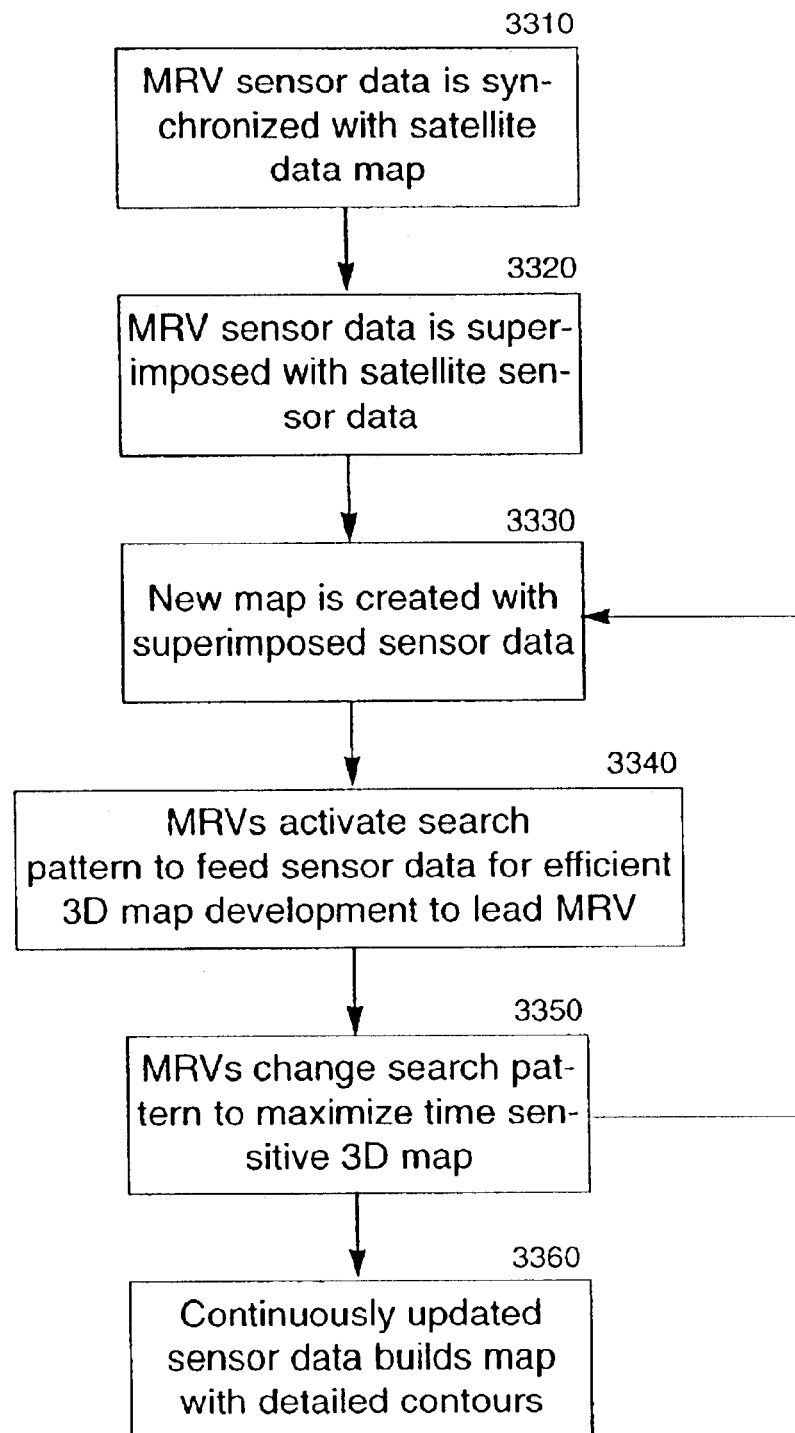 3310
MRV sensor data is syn-
chronized with satellite
data map
3320
MRV sensor data is super-
imposed with satellite sen-
sor data
3330
New map is created with
superimposed sensor data
3340
MRVs activate search
pattern to feed sensor data for efficient
3D map development to lead MRV
3350
MRVs change search pat-
tern to maximize time sen-
sitive 3D map
3360
Continuously updated
sensor data builds map
with detailed contours